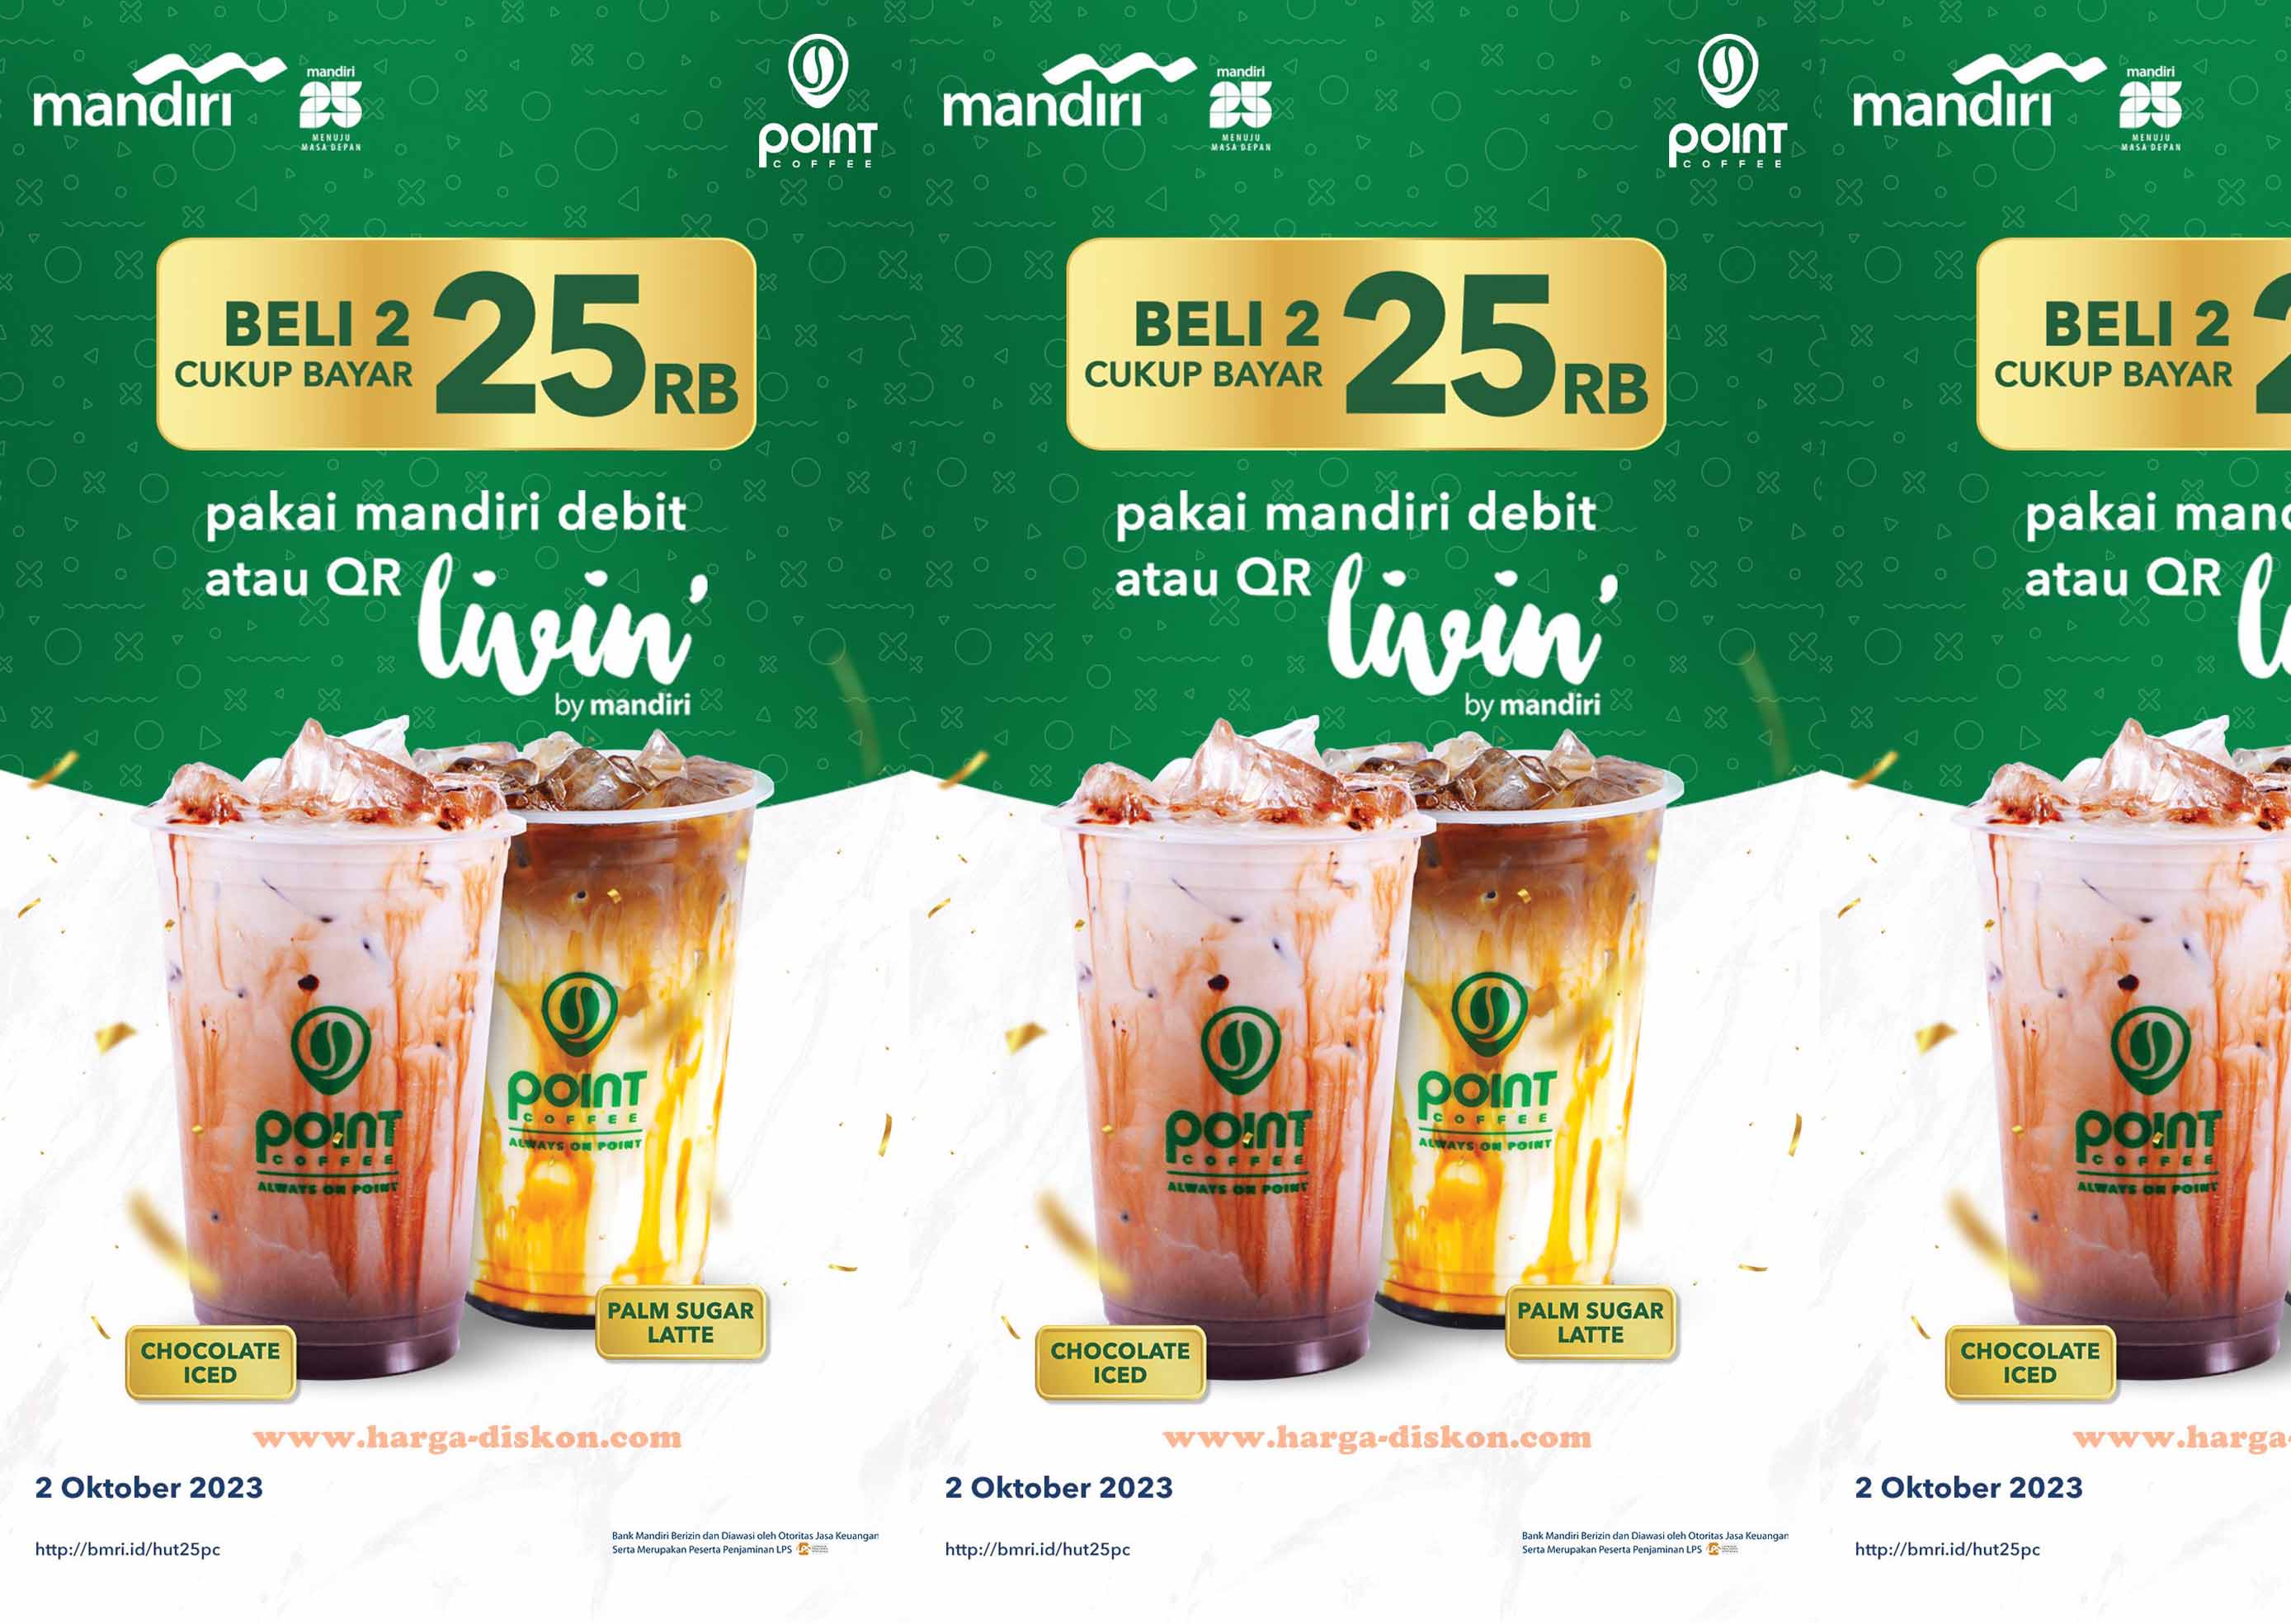 mandiri
mandiri
25
MENUJU
MASA DEPAN
POINT
COFFEE
BELI 2
CUKUP BAYAR
25 RB
pakai mandiri debit
atau QR livin'
by mandiri
POINT
COFFEE
ALWAYS ON POINT
POINT
COFFEE
ALWAYS ON POINT
PALM SUGAR
LATTE
CHOCOLATE
ICED
www.harga-diskon.com
2 Oktober 2023
http://bmri.id/hut25pc
Bank Mandiri Berizin dan Diawasi oleh Otoritas Jasa Keuangan
Serta Merupakan Peserta Penjaminan LPS
mandiri
mandiri
25
MENUJU
MASA DEPAN
POINT
COFFEE
BELI 2
CUKUP BAYAR
25 RB
pakai mandiri debit
atau QR livin'
by mandiri
POINT
COFFEE
ALWAYS ON POINT
POINT
COFFEE
ALWAYS ON POINT
PALM SUGAR
LATTE
CHOCOLATE
ICED
www.harga-diskon.com
2 Oktober 2023
http://bmri.id/hut25pc
Bank Mandiri Berizin dan Diawasi oleh Otoritas Jasa Keuangan
Serta Merupakan Peserta Penjaminan LPS
mandiri
mandiri
25
MENUJU
MASA DEPAN
BELI 2
CUKUP BAYAR
pakai
atau QR
POINT
COFFEE
ALWAYS ON POINT
CHOCOLATE
ICED
www.harga-
2 Oktober 2023
http://bmri.id/hut25pc